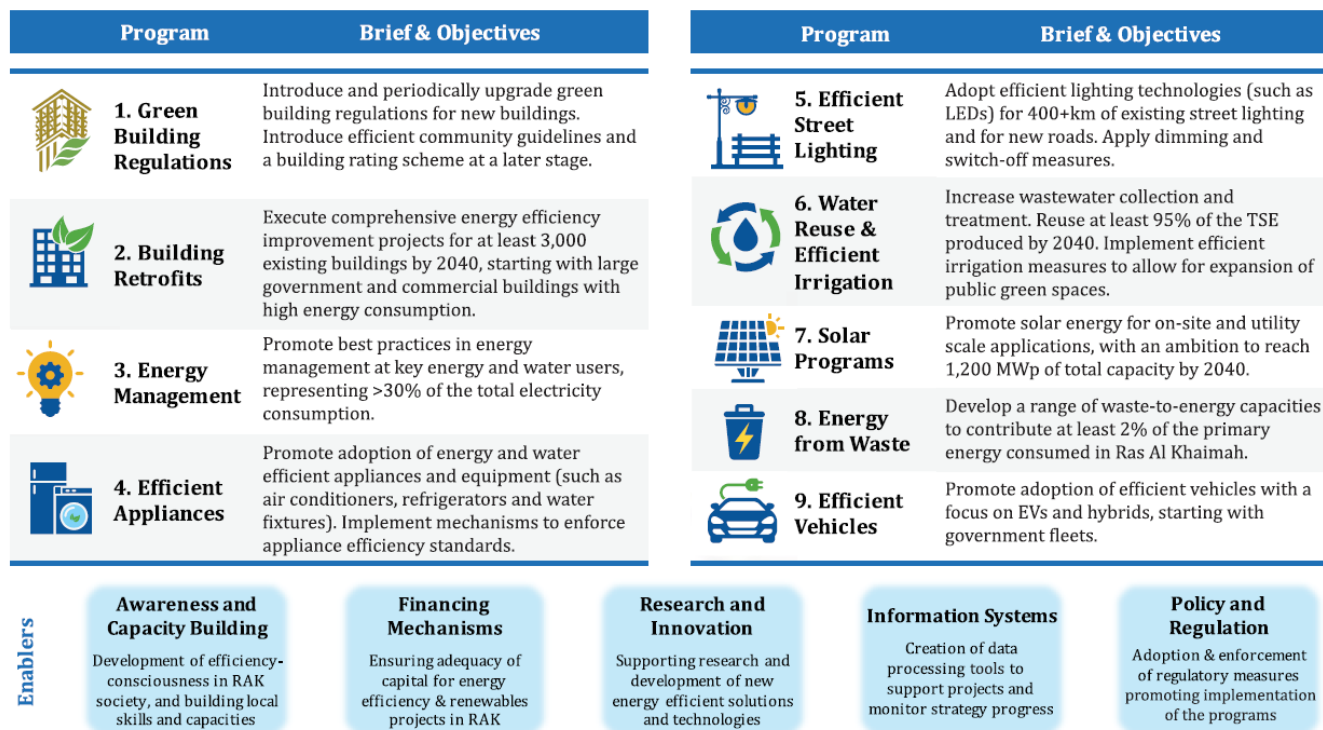 Program Brief & Objectives
1. Green
Building
Regulations
Introduce and periodically upgrade green
building regulations for new buildings.
Introduce efficient community guidelines and
a building rating scheme at a later stage.
2. Building
Retrofits
Execute comprehensive energy efficiency
improvement projects for at least 3,000
existing buildings by 2040, starting with large
government and commercial buildings with
high energy consumption.
3. Energy
Management
Promote best practices in energy
management at key energy and water users,
representing >30% of the total electricity
consumption.
4. Efficient
Appliances
Promote adoption of energy and water
efficient appliances and equipment (such as
air conditioners, refrigerators and water
fixtures). Implement mechanisms to enforce
appliance efficiency standards.
Program Brief & Objectives
5. Efficient
Street
Lighting
Adopt efficient lighting technologies (such as
LEDs) for 400+km of existing street lighting
and for new roads. Apply dimming and
switch-off measures.
6. Water
Reuse &
Efficient
Irrigation
Increase wastewater collection and
treatment. Reuse at least 95% of the TSE
produced by 2040. Implement efficient
irrigation measures to allow for expansion of
public green spaces.
7. Solar
Programs
Promote solar energy for on-site and utility
scale applications, with an ambition to reach
1,200 MWp of total capacity by 2040.
8. Energy
from Waste
Develop a range of waste-to-energy capacities
to contribute at least 2% of the primary
energy consumed in Ras Al Khaimah.
9. Efficient
Vehicles
Promote adoption of efficient vehicles with a
focus on EVs and hybrids, starting with
government fleets.
Enablers
Awareness and
Capacity Building
Development of efficiency-
consciousness in RAK
society, and building local
skills and capacities
Financing
Mechanisms
Ensuring adequacy of
capital for energy
efficiency & renewables
projects in RAK
Research and
Innovation
Supporting research and
development of new
energy efficient solutions
and technologies
Information Systems
Creation of data
processing tools to
support projects and
monitor strategy progress
Policy and
Regulation
Adoption & enforcement
of regulatory measures
promoting implementation
of the programs